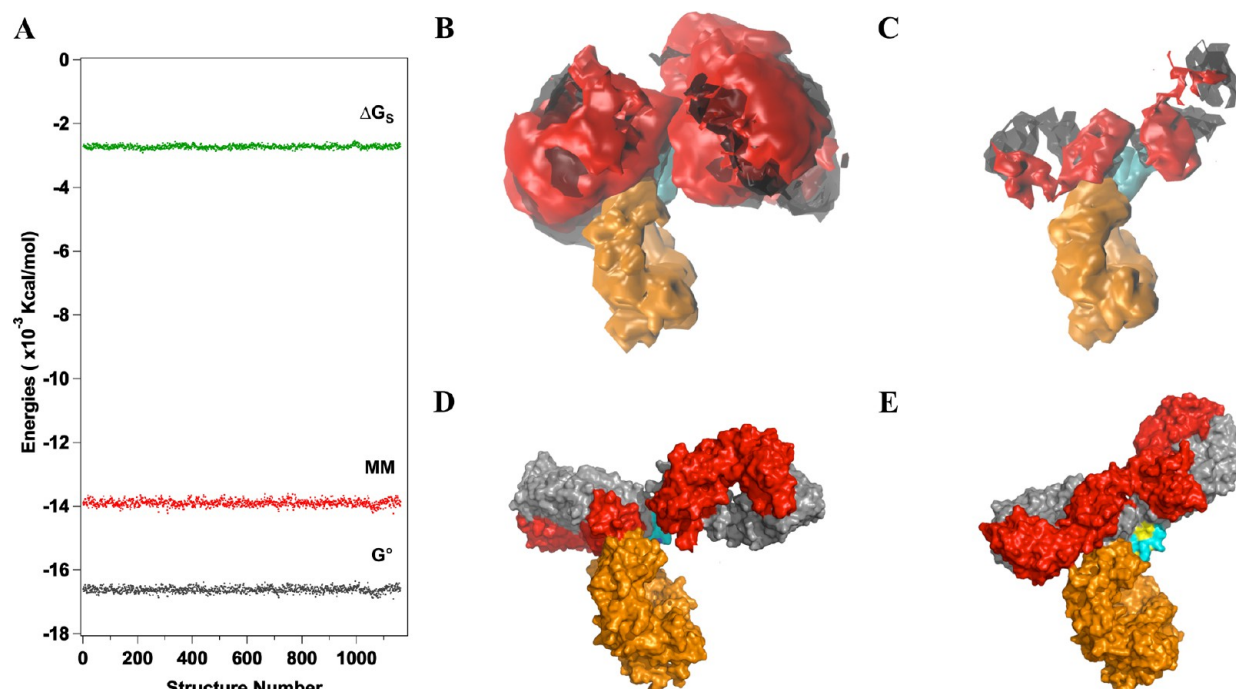 A
B
C
0
-2
-4
-6
-8
-10
-12
-14
-16
-18
ΔGS
MM
G°
Energies ( x10-3 Kcal/mol)
0 200 400 600 800 1000
Structure Number
D
E